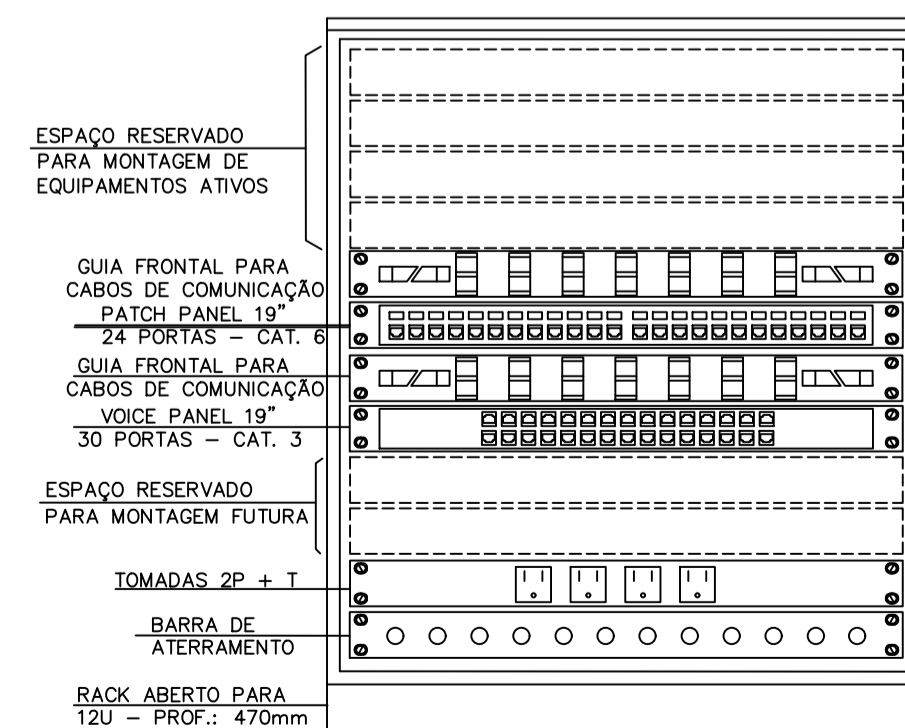 ESPAÇO RESERVADO
PARA MONTAGEM DE
EQUIPAMENTOS ATIVOS
GUIA FRONTAL PARA
CABOS DE COMUNICAÇÃO
PATCH PANEL 19"
24 PORTAS – CAT. 6
GUIA FRONTAL PARA
CABOS DE COMUNICAÇÃO
VOICE PANEL 19"
30 PORTAS – CAT. 3
ESPAÇO RESERVADO
PARA MONTAGEM FUTURA
TOMADAS 2P + T
BARRA DE
ATERRAMENTO
RACK ABERTO PARA
12U – PROF.: 470mm